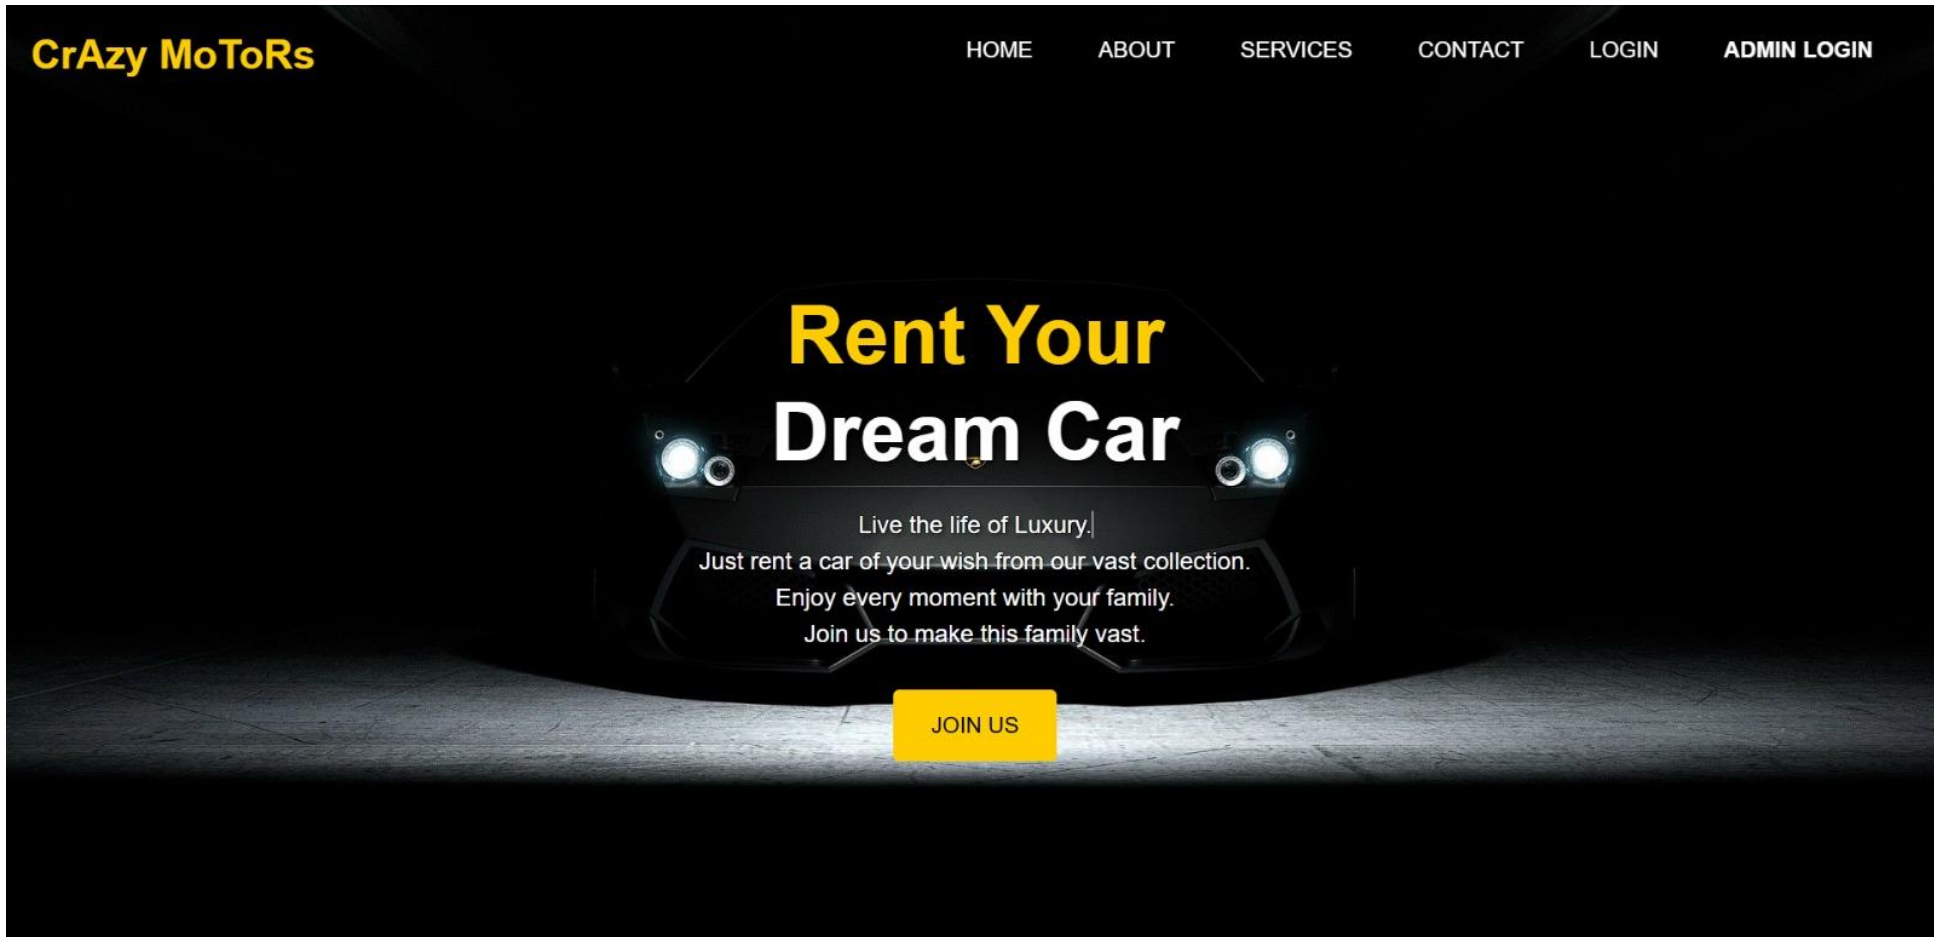 CrAzy MoToRs
HOME ABOUT SERVICES CONTACT LOGIN ADMIN LOGIN
Rent Your
Dream Car
Live the life of Luxury.
Just rent a car of your wish from our vast collection.
Enjoy every moment with your family.
Join us to make this family vast.
JOIN US